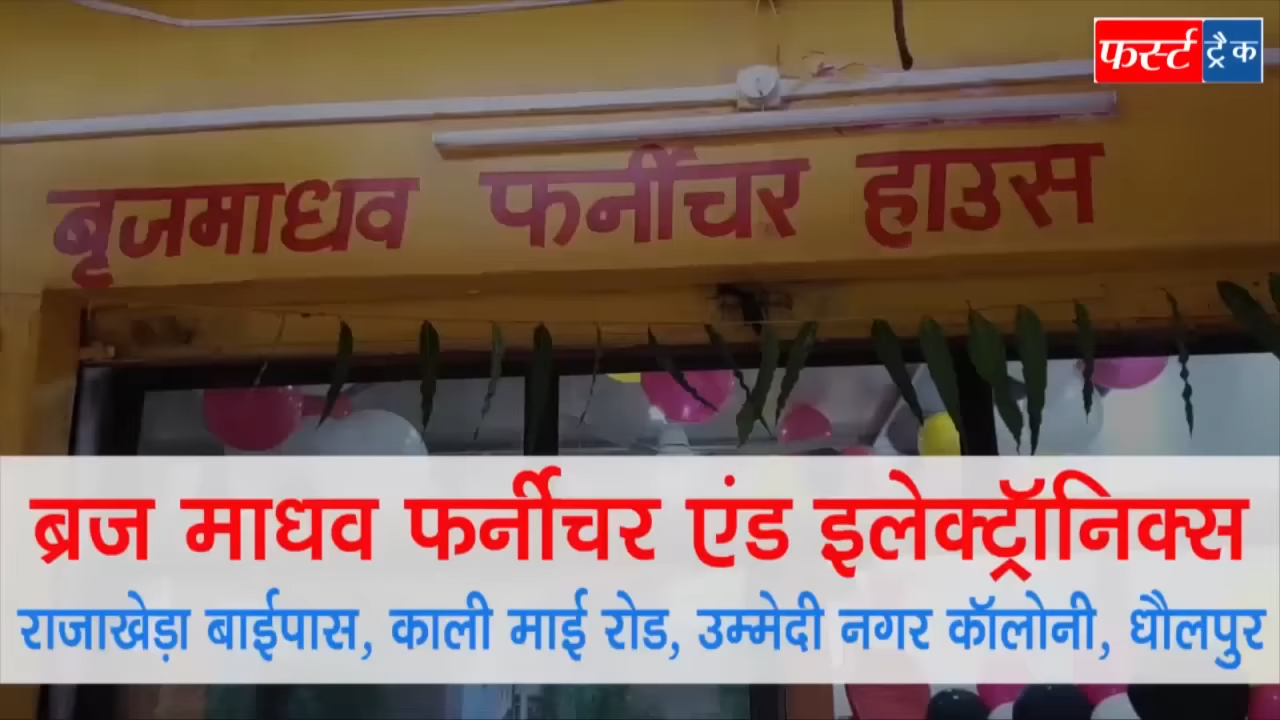 फर्स्ट ट्रैक
बृजमाधव फर्नीचर हाउस
ब्रज माधव फर्नीचर एंड इलेक्ट्रॉनिक्स
राजाखेड़ा बाईपास, काली माई रोड, उम्मेदी नगर कॉलोनी, धौलपुर